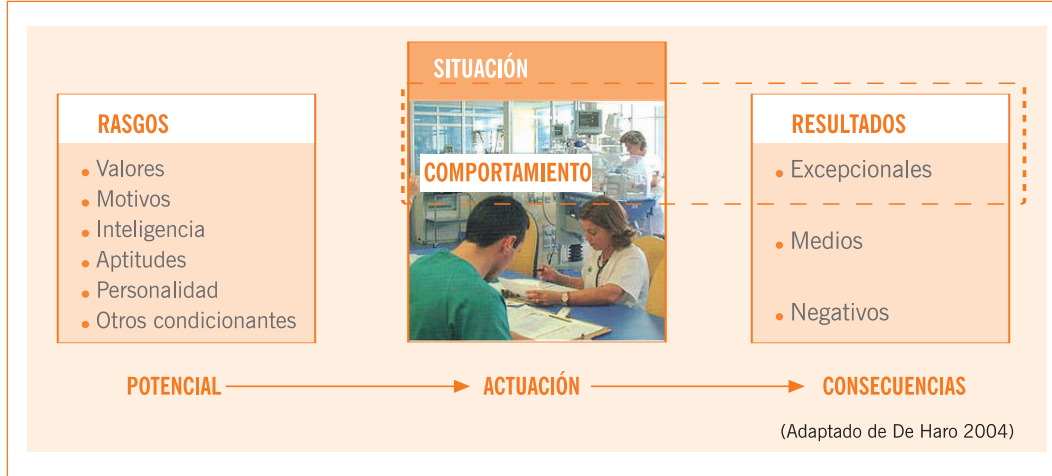 SITUACIÓN
RASGOS
• Valores
• Motivos
• Inteligencia
• Aptitudes
• Personalidad
• Otros condicionantes
COMPORTAMIENTO
RESULTADOS
• Excepcionales
• Medios
• Negativos
POTENCIAL
ACTUACIÓN
CONSECUENCIAS
(Adaptado de De Haro 2004)